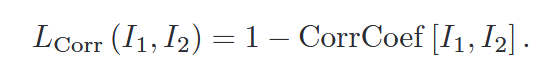 L_Corr (I_1, I_2) = 1 − CorrCoef [I_1, I_2] .